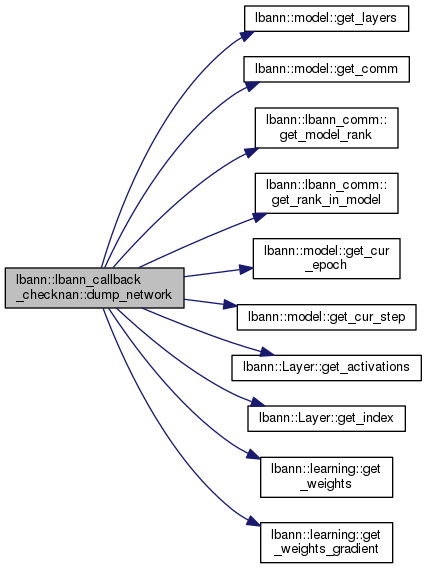 lbann::model::get_layers
lbann::model::get_comm
lbann::lbann_comm::
get_model_rank
lbann::lbann_comm::
get_rank_in_model
lbann::model::get_cur
_epoch
lbann::lbann_callback
_checknan::dump_network
lbann::model::get_cur_step
lbann::Layer::get_activations
lbann::Layer::get_index
lbann::learning::get
_weights
lbann::learning::get
_weights_gradient